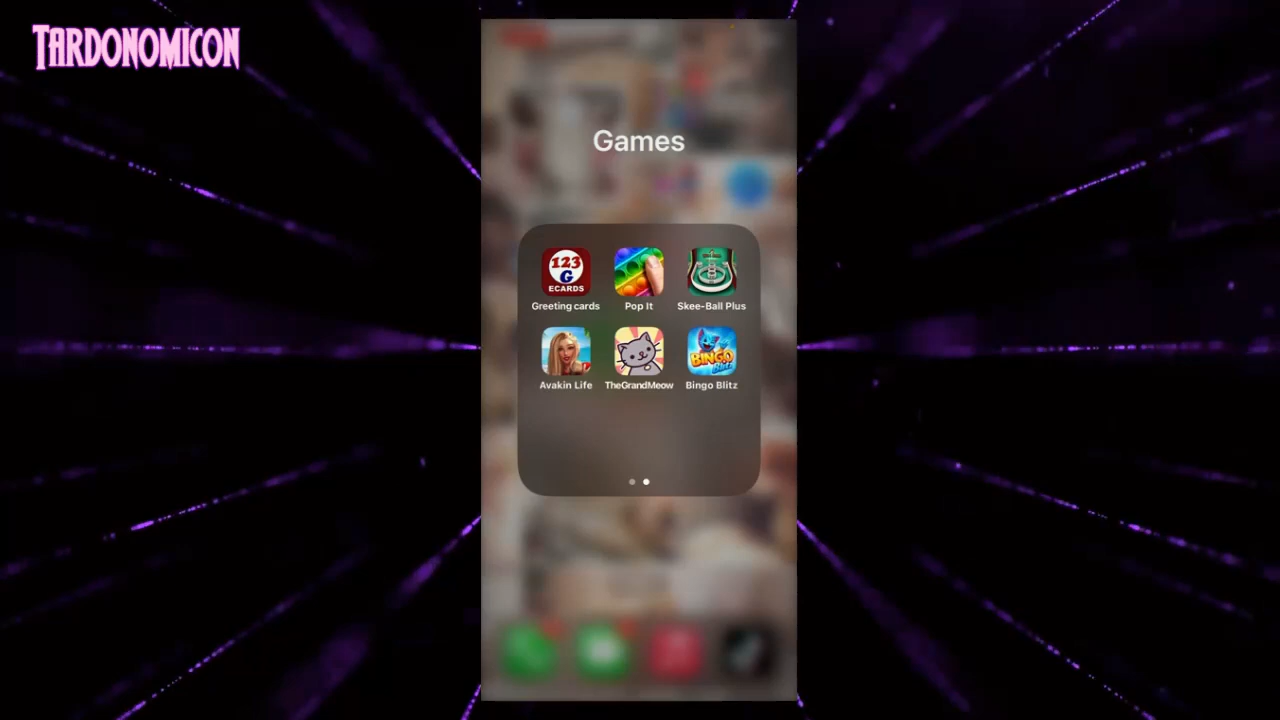 TARDONOMICON
Games
123
G
ECARDS
Greeting cards
Pop It
Skee-Ball Plus
BINGO
Blitz
Avakin Life
TheGrandMeow
Bingo Blitz